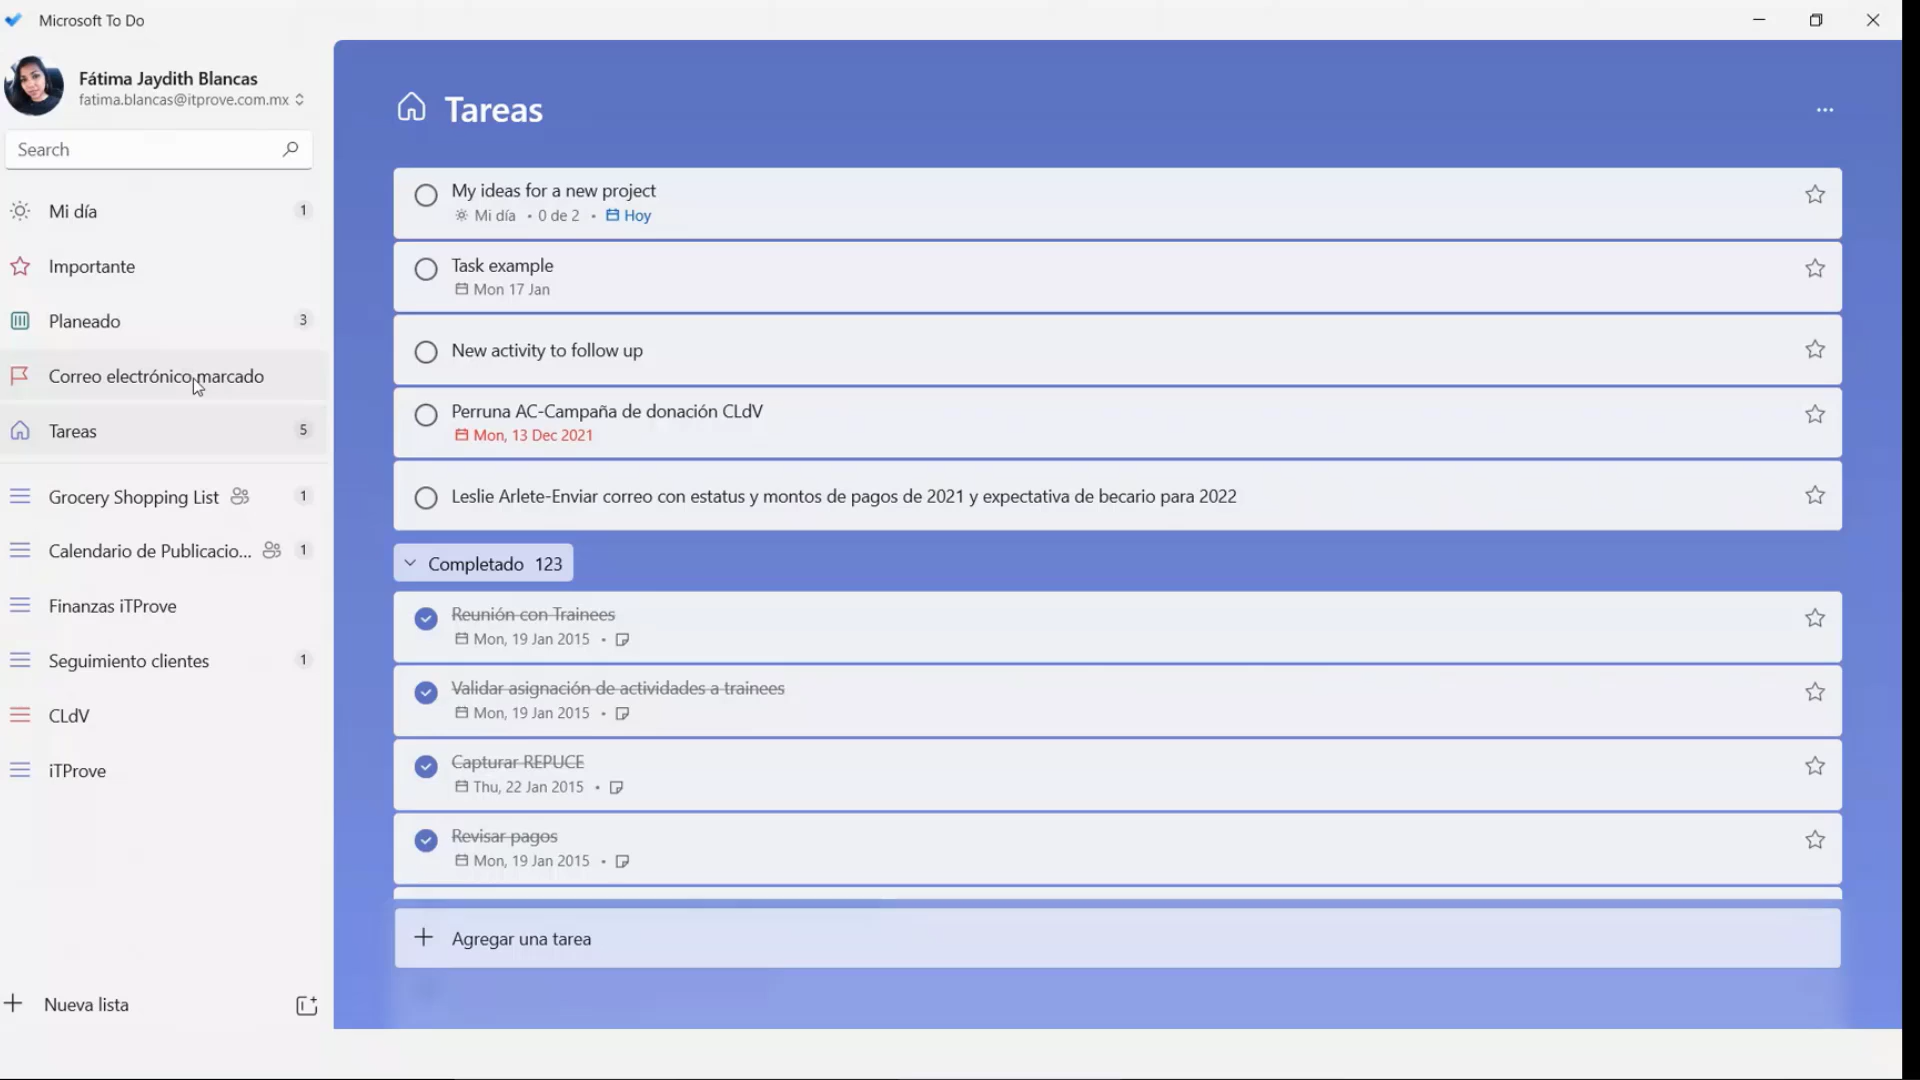 Microsoft To Do
Fátima Jaydith Blancas
fatima.blancas@itprove.com.mx
Search
Mi día 1
Importante
Planeado 3
Correo electrónico marcado
Tareas 5
Grocery Shopping List 1
Calendario de Publicacio... 1
Finanzas iTProve
Seguimiento clientes 1
CLdV
iTProve
Nueva lista
Tareas
My ideas for a new project
Mi día • 0 de 2 • Hoy
Task example
Mon 17 Jan
New activity to follow up
Perruna AC-Campaña de donación CLdV
Mon, 13 Dec 2021
Leslie Arlete-Enviar correo con estatus y montos de pagos de 2021 y expectativa de becario para 2022
Completado 123
Reunión con Trainees
Mon, 19 Jan 2015 •
Validar asignación de actividades a trainees
Mon, 19 Jan 2015 •
Capturar REPUCE
Thu, 22 Jan 2015 •
Revisar pagos
Mon, 19 Jan 2015 •
Agregar una tarea